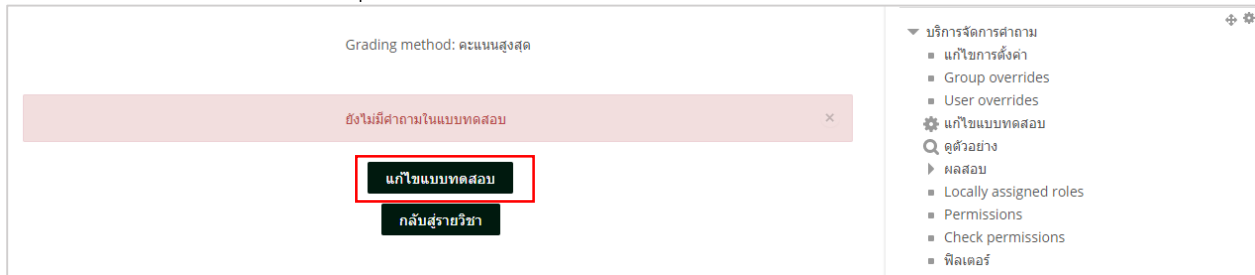 Grading method: คะแนนสูงสุด
ยังไม่มีคำถามในแบบทดสอบ ×
แก้ไขแบบทดสอบ
กลับสู่รายวิชา
บริการจัดการคำถาม
แก้ไขการตั้งค่า
Group overrides
User overrides
แก้ไขแบบทดสอบ
ดูตัวอย่าง
ผลสอบ
Locally assigned roles
Permissions
Check permissions
ฟิลเตอร์